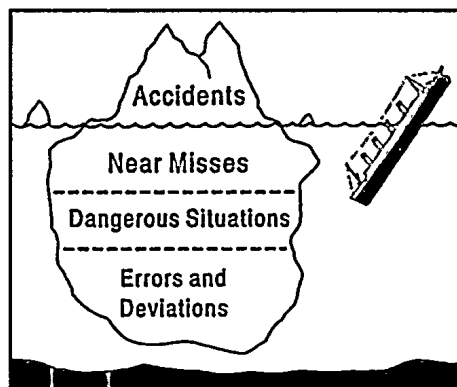 Accidents
Near Misses
Dangerous Situations
Errors and
Deviations